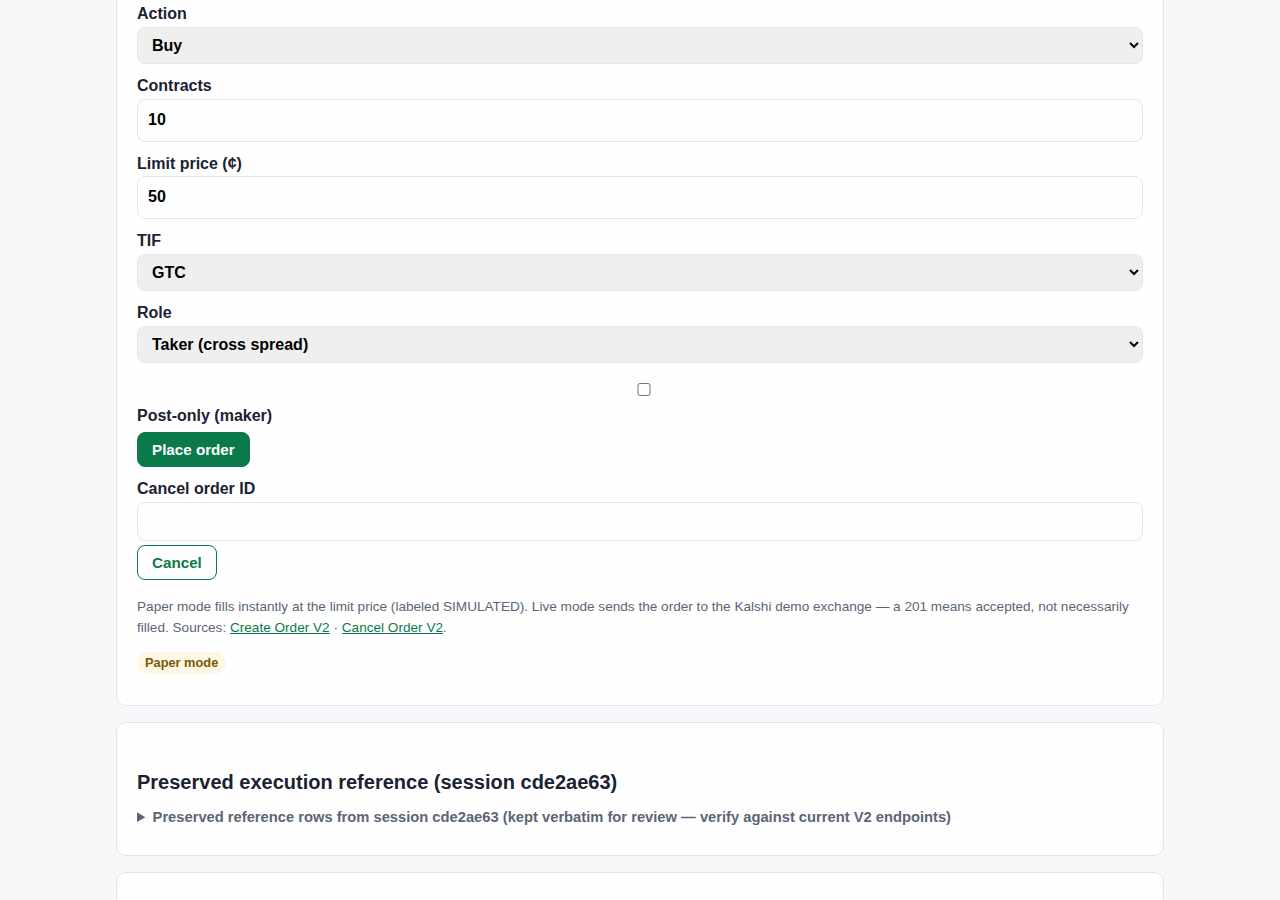 Action
Buy
Contracts
10
Limit price (¢)
50
TIF
GTC
Role
Taker (cross spread)
Post-only (maker)
Place order
Cancel order ID
Cancel
Paper mode fills instantly at the limit price (labeled SIMULATED). Live mode sends the order to the Kalshi demo exchange — a 201 means accepted, not necessarily
filled. Sources: Create Order V2 · Cancel Order V2.
Paper mode
Preserved execution reference (session cde2ae63)
Preserved reference rows from session cde2ae63 (kept verbatim for review — verify against current V2 endpoints)